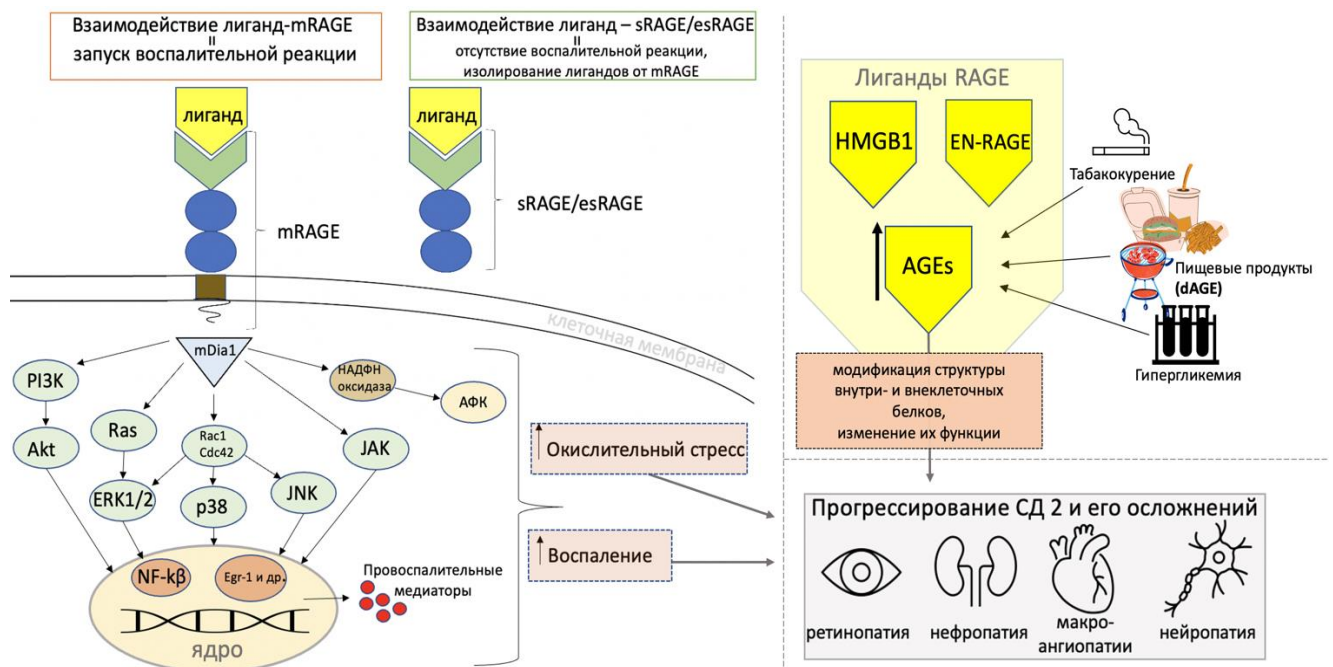 Взаимодействие лиганд-mRAGE
=
запуск воспалительной реакции
Взаимодействие лиганд – sRAGE/esRAGE
=
отсутствие воспалительной реакции,
изолирование лигандов от mRAGE
лиганд
лиганд
mRAGE
sRAGE/esRAGE
клеточная мембрана
mDia1
PI3K
НАДФН
оксидаза
АФК
Akt
Ras
Rac1
Cdc42
JAK
ERK1/2
p38
JNK
NF-kβ
Egr-1 и др.
ядро
Провоспалительные
медиаторы
Окислительный стресс
Воспаление
Лиганды RAGE
HMGB1
EN-RAGE
AGEs
Табакокурение
Пищевые продукты
(dAGE)
Гипергликемия
модификация структуры
внутри- и внеклеточных
белков,
изменение их функции
Прогрессирование СД 2 и его осложнений
ретинопатия
нефропатия
макро-
ангиопатии
нейропатия